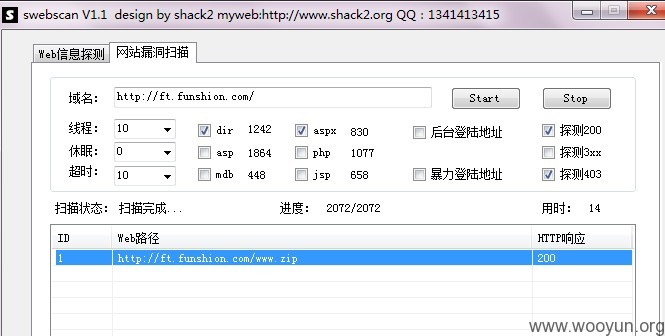 S swebscan V1.1 design by shack2 myweb:http://www.shack2.org QQ：1341413415
Web信息探测 网站漏洞扫描
域名： http://ft.funshion.com/ Start Stop
线程： 10 dir 1242 aspx 830 后台登陆地址 探测200
休眠： 0 asp 1864 php 1077 探测3xx
超时： 10 mdb 448 jsp 658 暴力登陆地址 探测403
扫描状态： 扫描完成... 进度： 2072/2072 用时： 14
ID Web路径 HTTP响应
1 http://ft.funshion.com/www.zip 200
www.wooyun.org